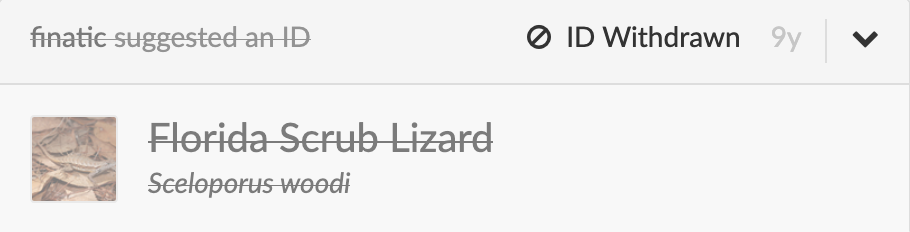 finatic suggested an ID
ID Withdrawn 9y
Florida Scrub Lizard
Sceloporus woodi